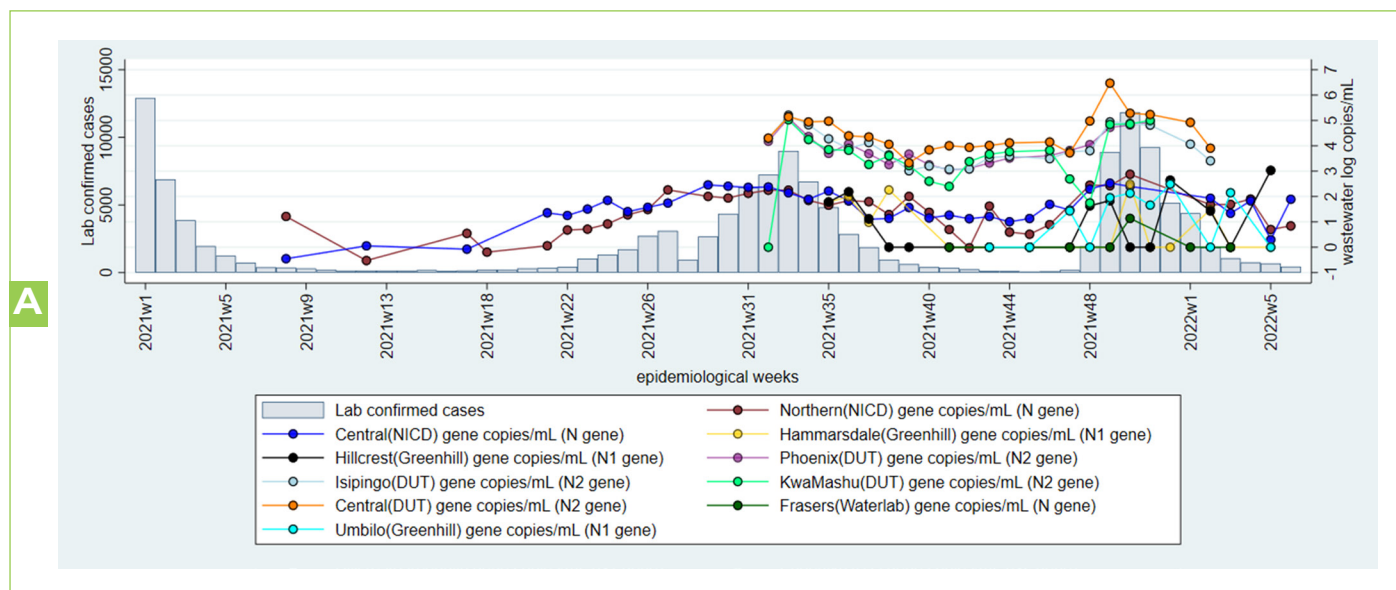 A
Lab confirmed cases
15000
10000
5000
0
7
6
5
4
3
2
1
0
-1
wastewater log copies/mL
2021w1
2021w5
2021w9
2021w13
2021w18
2021w22
2021w26
2021w31
2021w35
2021w40
2021w44
2021w48
2022w1
2022w5
epidemiological weeks
Lab confirmed cases
Northern(NICD) gene copies/mL (N gene)
Central(NICD) gene copies/mL (N gene)
Hammarsdale(Greenhill) gene copies/mL (N1 gene)
Hillcrest(Greenhill) gene copies/mL (N1 gene)
Phoenix(DUT) gene copies/mL (N2 gene)
Isipingo(DUT) gene copies/mL (N2 gene)
KwaMashu(DUT) gene copies/mL (N2 gene)
Central(DUT) gene copies/mL (N2 gene)
Frasers(Waterlab) gene copies/mL (N gene)
Umbilo(Greenhill) gene copies/mL (N1 gene)